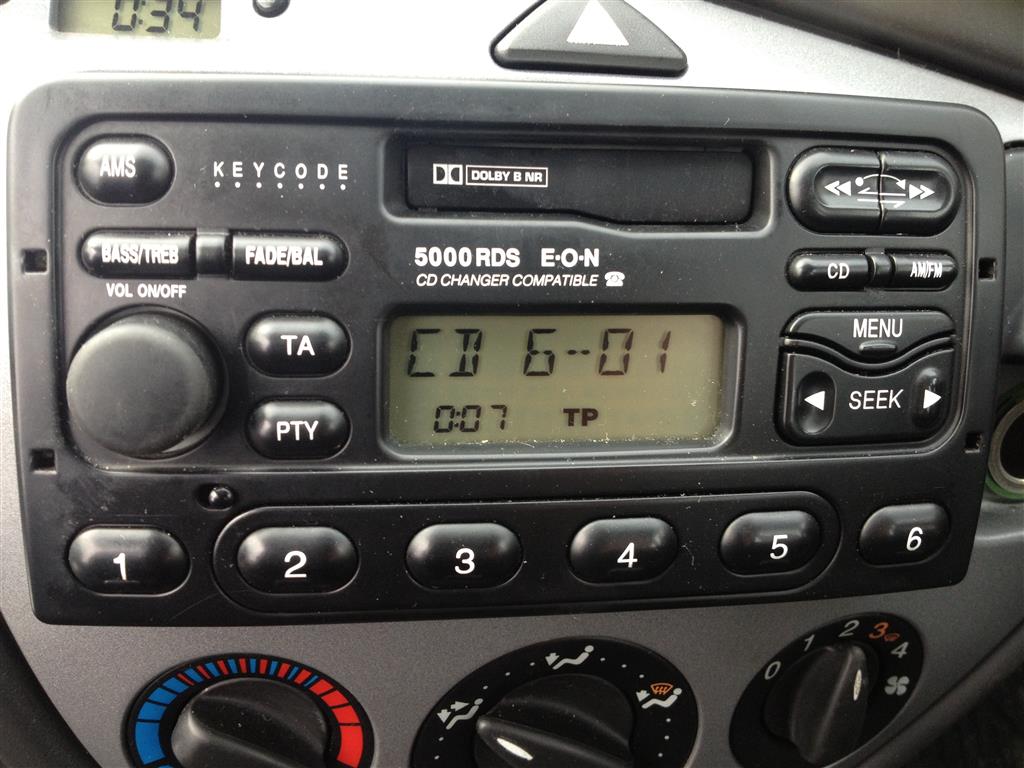 0:34
AMS
KEYCODE
DOLBY B NR
BASS/TREB
FADE/BAL
5000 RDS E·O·N
CD CHANGER COMPATIBLE
CD
AM/FM
VOL ON/OFF
TA
PTY
CD 6--01
0:07 TP
MENU
SEEK
1 2 3 4 5 6
0 1 2 3 4